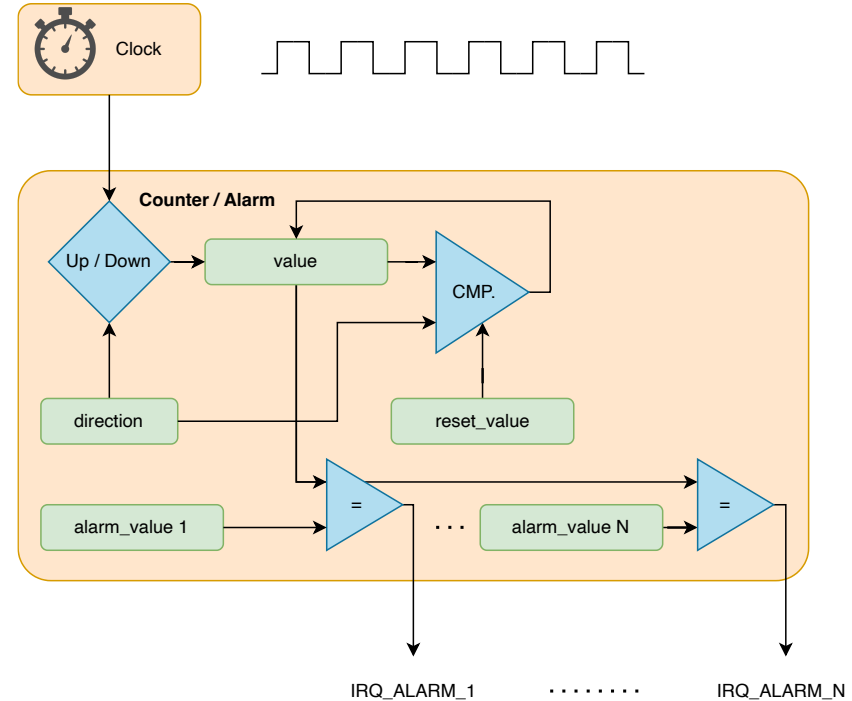 Clock
Counter / Alarm
Up / Down
value
CMP.
direction
reset_value
=
=
alarm_value 1
. . .
alarm_value N
IRQ_ALARM_1
. . . . . . . .
IRQ_ALARM_N